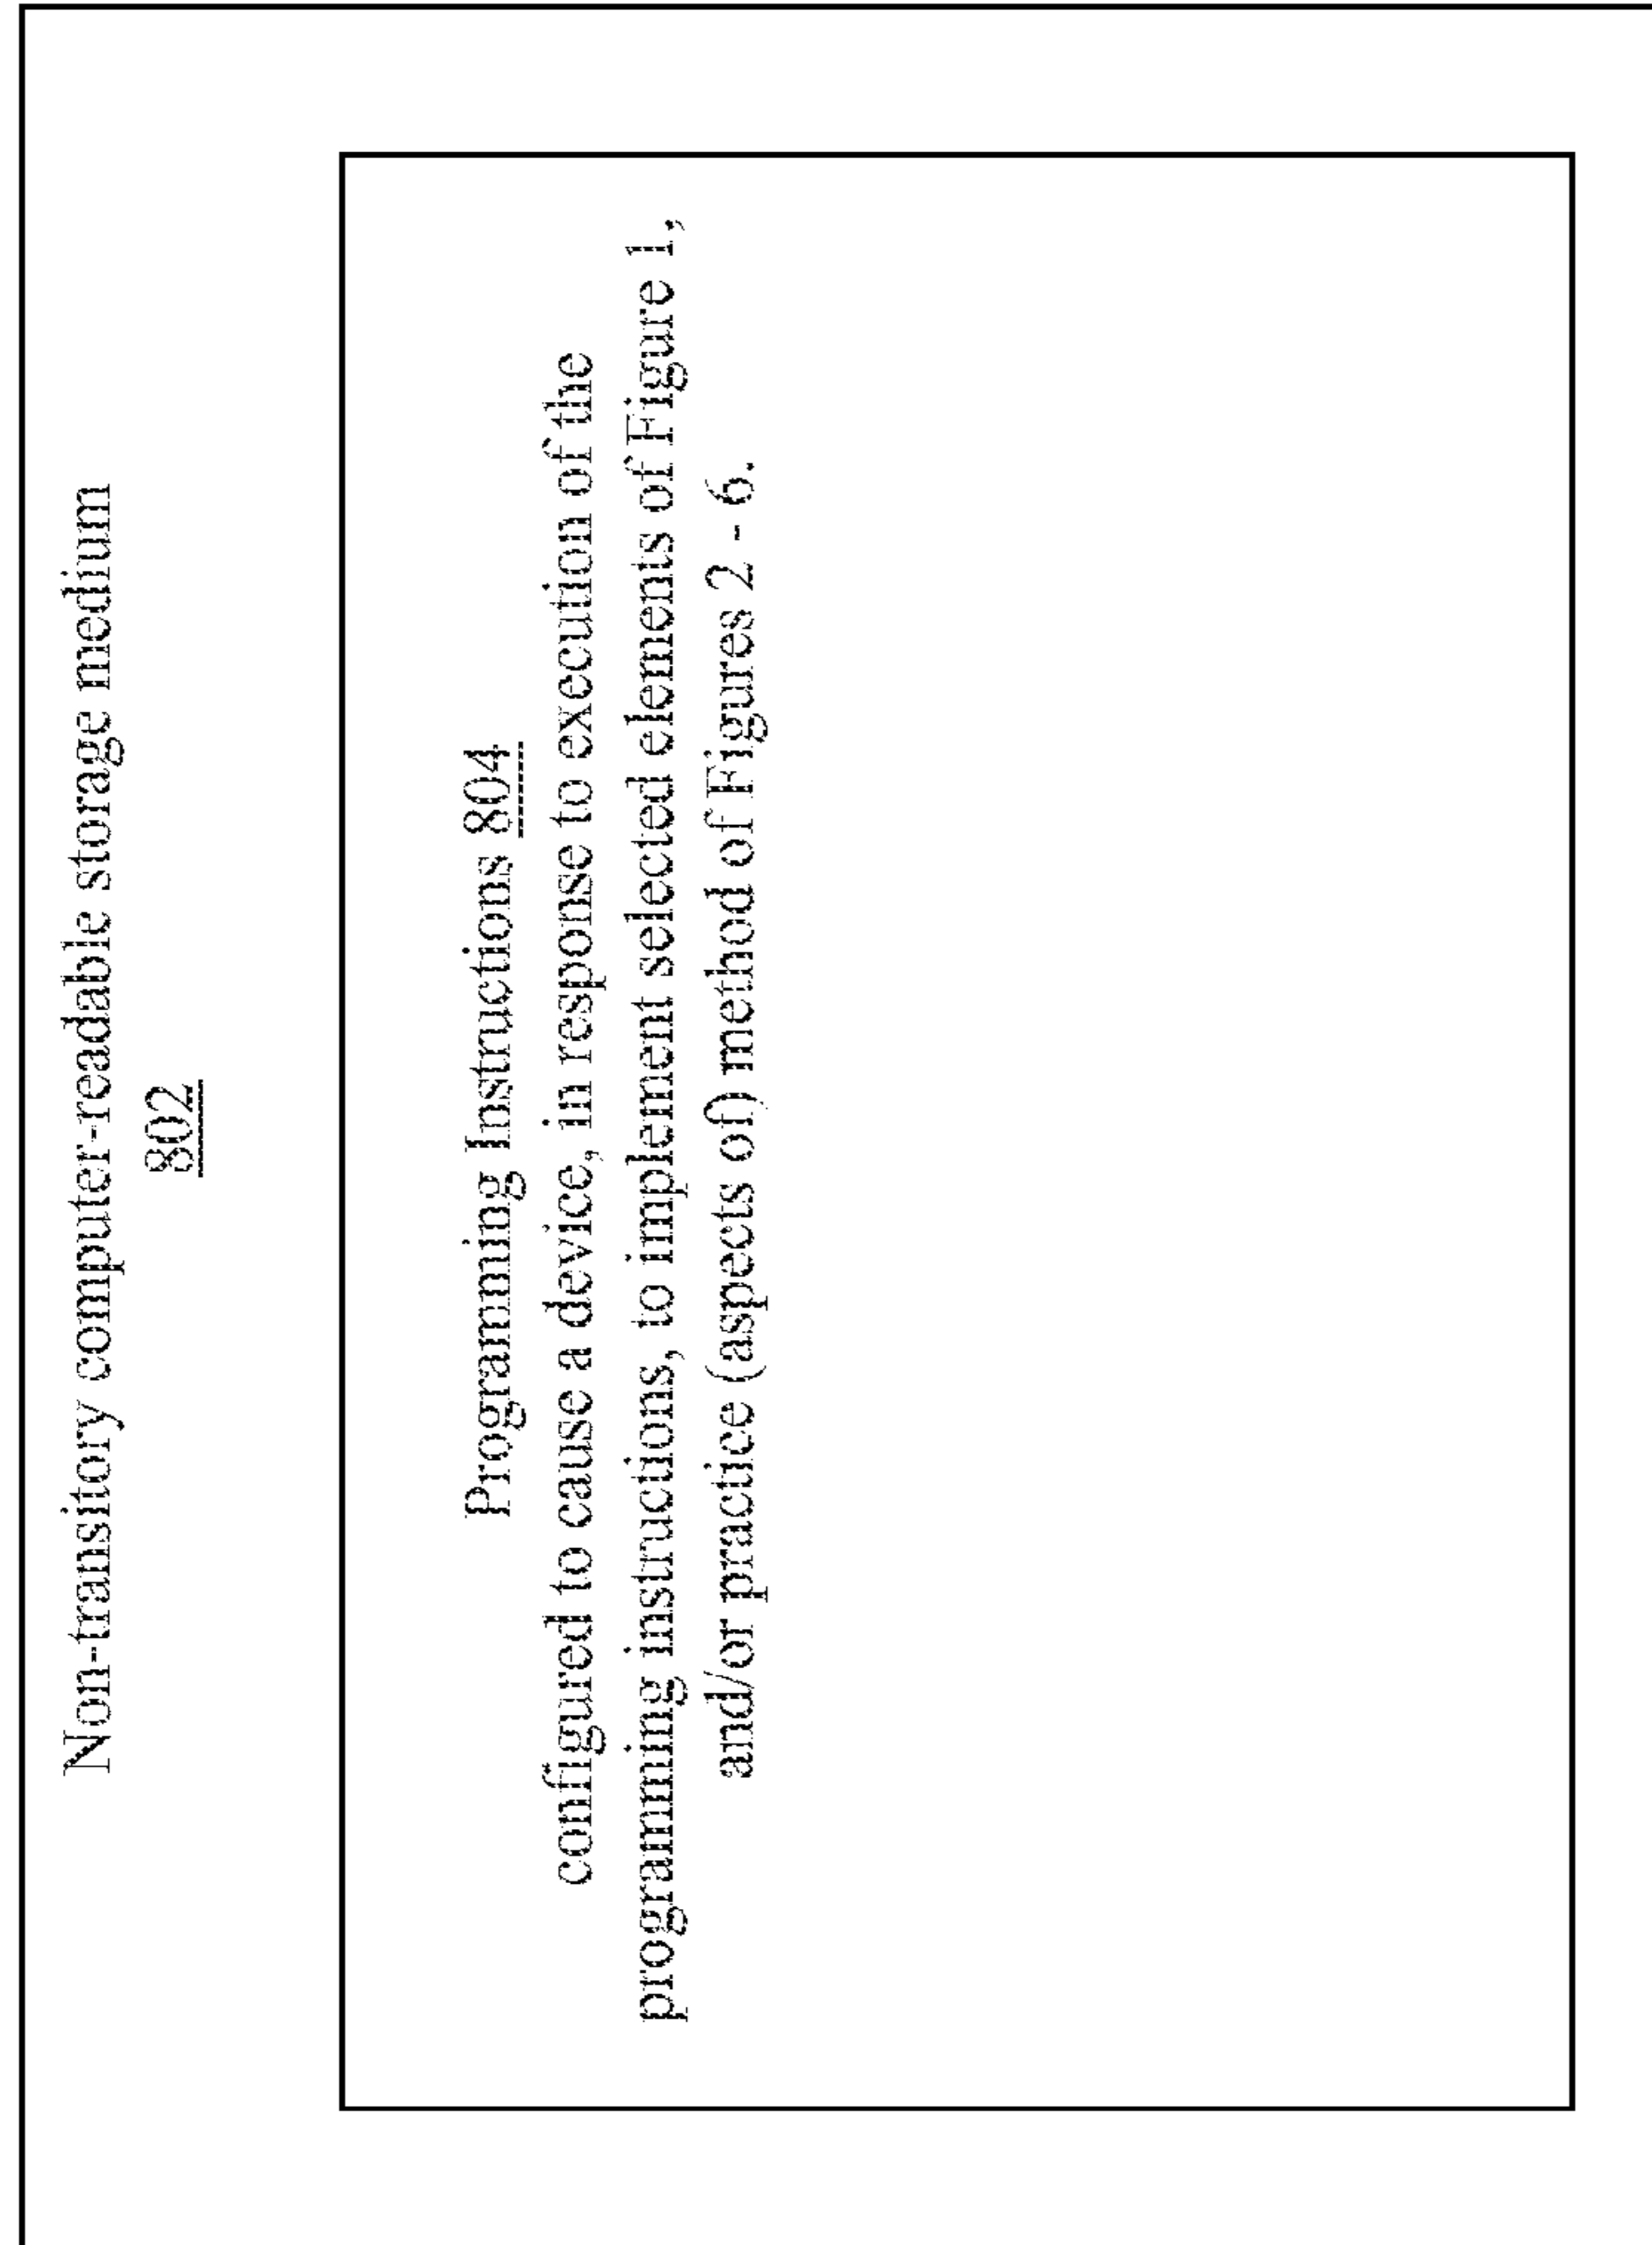 Non-transitory computer-readable storage medium
802
Programming Instructions 804
configured to cause a device, in response to execution of the
programming instructions, to implement selected elements of Figure 1,
and/or practice (aspects of) method of Figures 2 - 6.